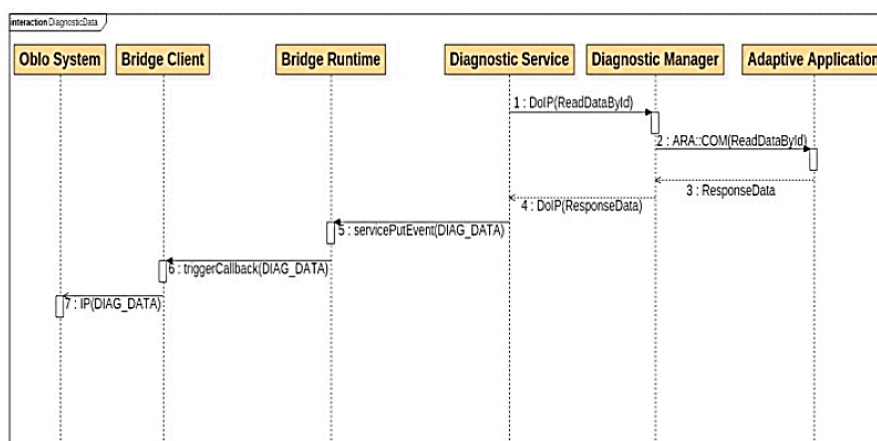 interaction DiagnosticData
Oblo System
Bridge Client
Bridge Runtime
Diagnostic Service
Diagnostic Manager
Adaptive Application
1 : DoIP(ReadDataById)
2 : ARA::COM(ReadDataById)
3 : ResponseData
4 : DoIP(ResponseData)
5 : servicePutEvent(DIAG_DATA)
6 : triggerCallback(DIAG_DATA)
7 : IP(DIAG_DATA)